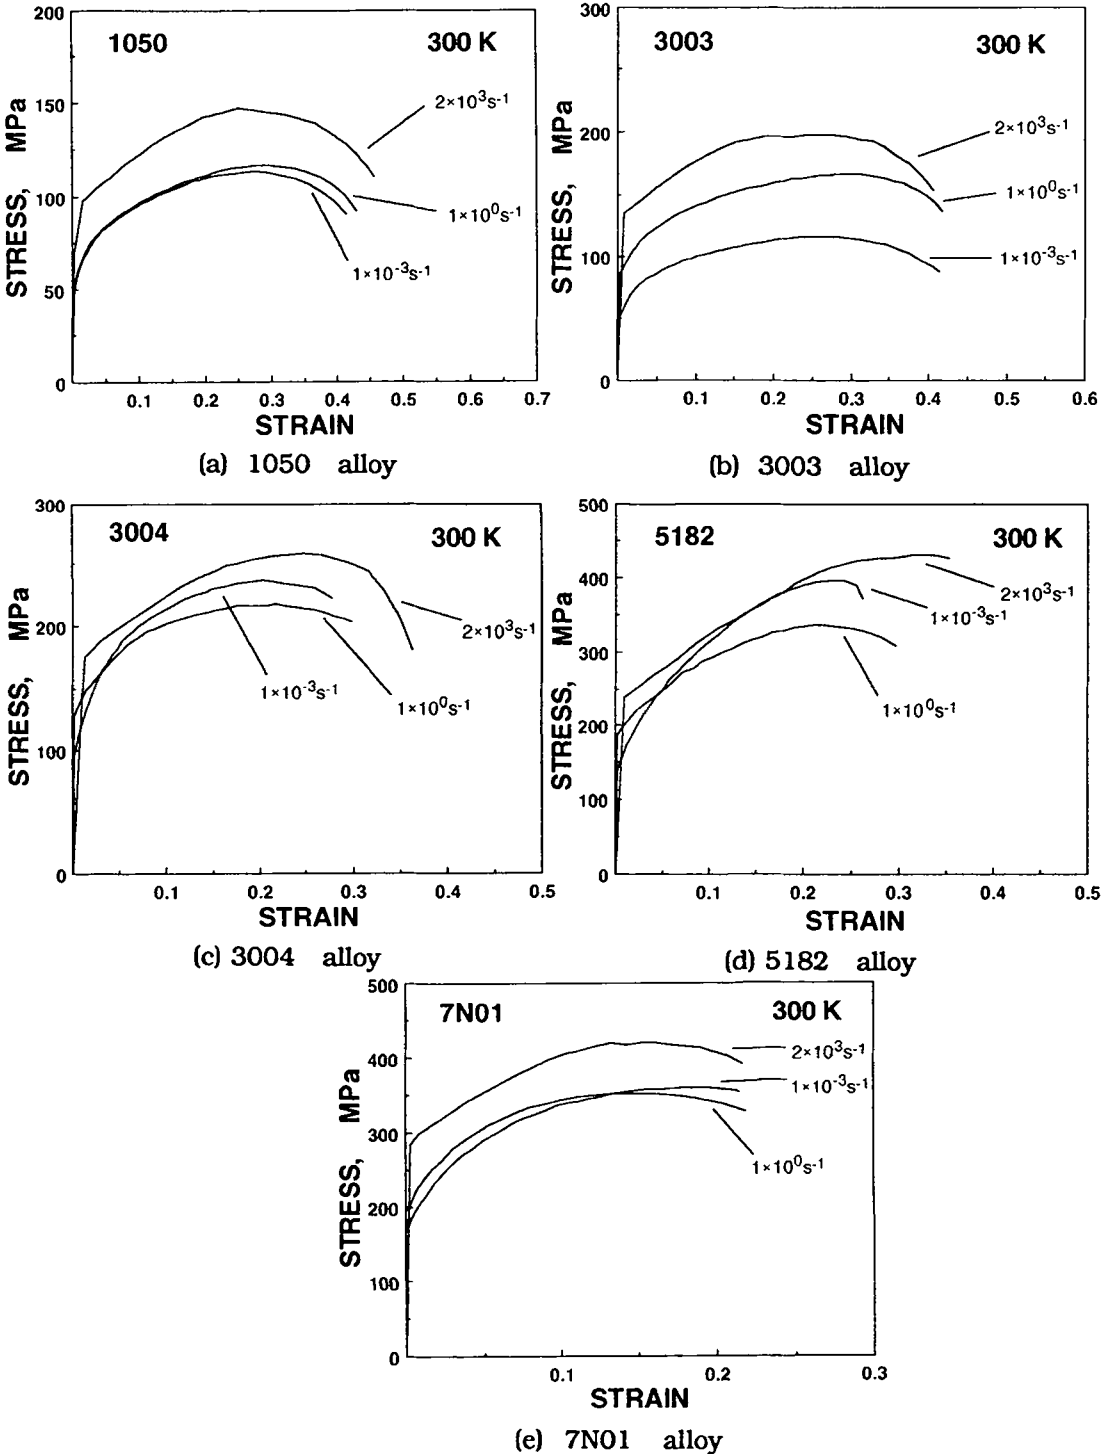 200
1050 300 K
150
2×10³s⁻¹
100
1×10⁰s⁻¹
1×10⁻³s⁻¹
50
0
0.1 0.2 0.3 0.4 0.5 0.6 0.7
STRESS, MPa
STRAIN
(a) 1050 alloy
300
3003 300 K
200
2×10³s⁻¹
1×10⁰s⁻¹
100
1×10⁻³s⁻¹
0
0.1 0.2 0.3 0.4 0.5 0.6
STRESS, MPa
STRAIN
(b) 3003 alloy
300
3004 300 K
200
2×10³s⁻¹
1×10⁻³s⁻¹
1×10⁰s⁻¹
100
0
0.1 0.2 0.3 0.4 0.5
STRESS, MPa
STRAIN
(c) 3004 alloy
500
5182 300 K
400
2×10³s⁻¹
1×10⁻³s⁻¹
300
1×10⁰s⁻¹
200
100
0
0.1 0.2 0.3 0.4 0.5
STRESS, MPa
STRAIN
(d) 5182 alloy
500
7N01 300 K
400
2×10³s⁻¹
1×10⁻³s⁻¹
300
1×10⁰s⁻¹
200
100
0
0.1 0.2 0.3
STRESS, MPa
STRAIN
(e) 7N01 alloy